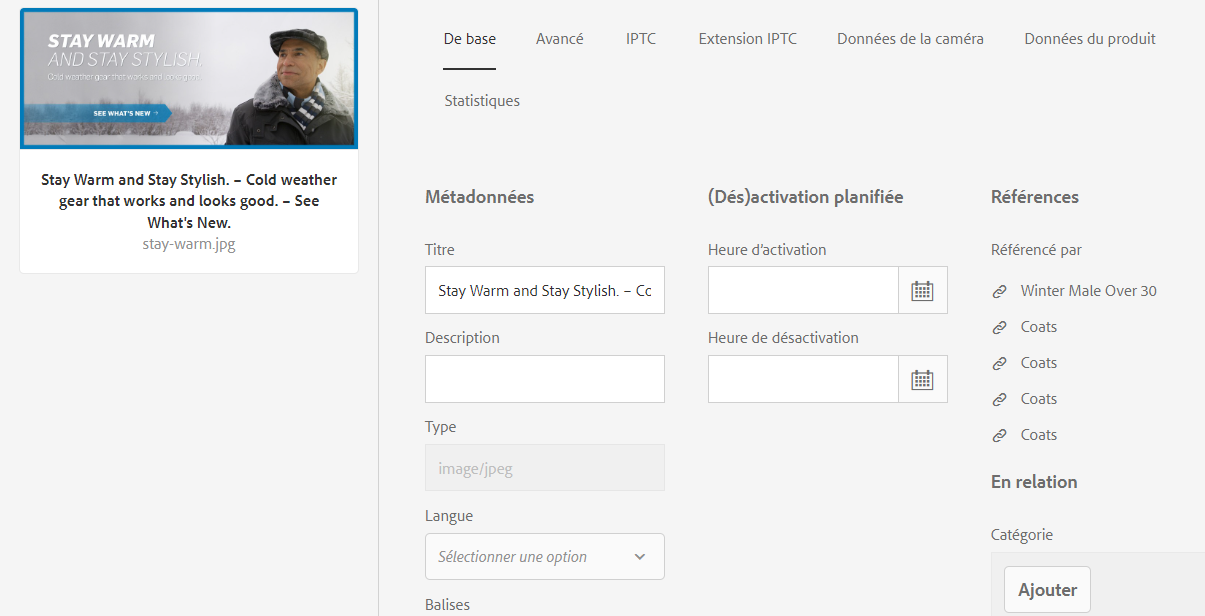 STAY WARM
AND STAY STYLISH.
Cold weather gear that works and looks good.
SEE WHAT'S NEW
Stay Warm and Stay Stylish. – Cold weather
gear that works and looks good. – See
What's New.
stay-warm.jpg
De base
Avancé
IPTC
Extension IPTC
Données de la caméra
Données du produit
Statistiques
Métadonnées
Titre
Stay Warm and Stay Stylish. – Co
Description
Type
image/jpeg
Langue
Sélectionner une option
Balises
(Dés)activation planifiée
Heure d’activation
Heure de désactivation
Références
Référencé par
Winter Male Over 30
Coats
Coats
Coats
Coats
En relation
Catégorie
Ajouter